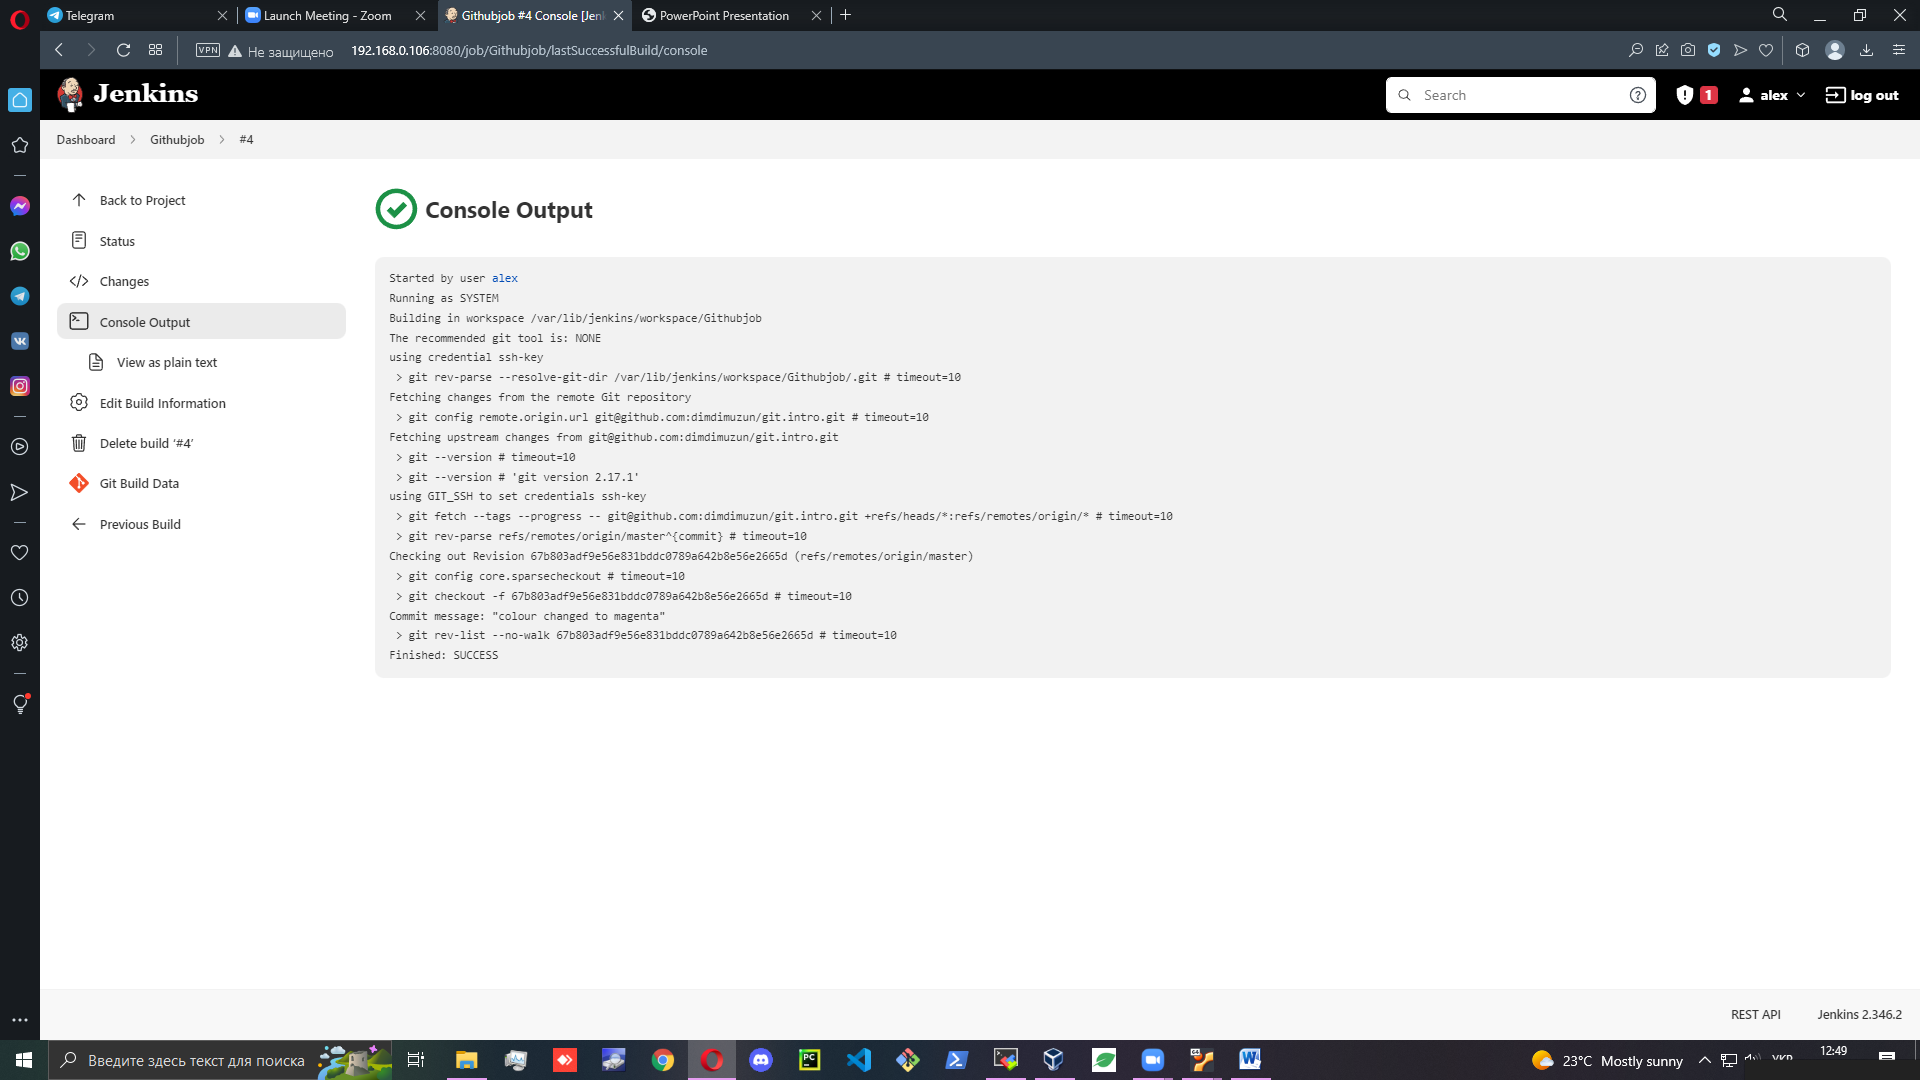 Telegram
Launch Meeting - Zoom
Githubjob #4 Console [Jen
PowerPoint Presentation
VPN
Не защищено
192.168.0.106:8080/job/Githubjob/lastSuccessfulBuild/console
Jenkins
Search
1
alex
log out
Dashboard
Githubjob
#4
Back to Project
Status
Changes
Console Output
View as plain text
Edit Build Information
Delete build ‘#4’
Git Build Data
Previous Build
Console Output
Started by user alex
Running as SYSTEM
Building in workspace /var/lib/jenkins/workspace/Githubjob
The recommended git tool is: NONE
using credential ssh-key
> git rev-parse --resolve-git-dir /var/lib/jenkins/workspace/Githubjob/.git # timeout=10
Fetching changes from the remote Git repository
> git config remote.origin.url git@github.com:dimdimuzun/git.intro.git # timeout=10
Fetching upstream changes from git@github.com:dimdimuzun/git.intro.git
> git --version # timeout=10
> git --version # 'git version 2.17.1'
using GIT_SSH to set credentials ssh-key
> git fetch --tags --progress -- git@github.com:dimdimuzun/git.intro.git +refs/heads/*:refs/remotes/origin/* # timeout=10
> git rev-parse refs/remotes/origin/master^{commit} # timeout=10
Checking out Revision 67b803adf9e56e831bddc0789a642b8e56e2665d (refs/remotes/origin/master)
> git config core.sparsecheckout # timeout=10
> git checkout -f 67b803adf9e56e831bddc0789a642b8e56e2665d # timeout=10
Commit message: "colour changed to magenta"
> git rev-list --no-walk 67b803adf9e56e831bddc0789a642b8e56e2665d # timeout=10
Finished: SUCCESS
REST API
Jenkins 2.346.2
Введите здесь текст для поиска
23°C Mostly sunny
12:49